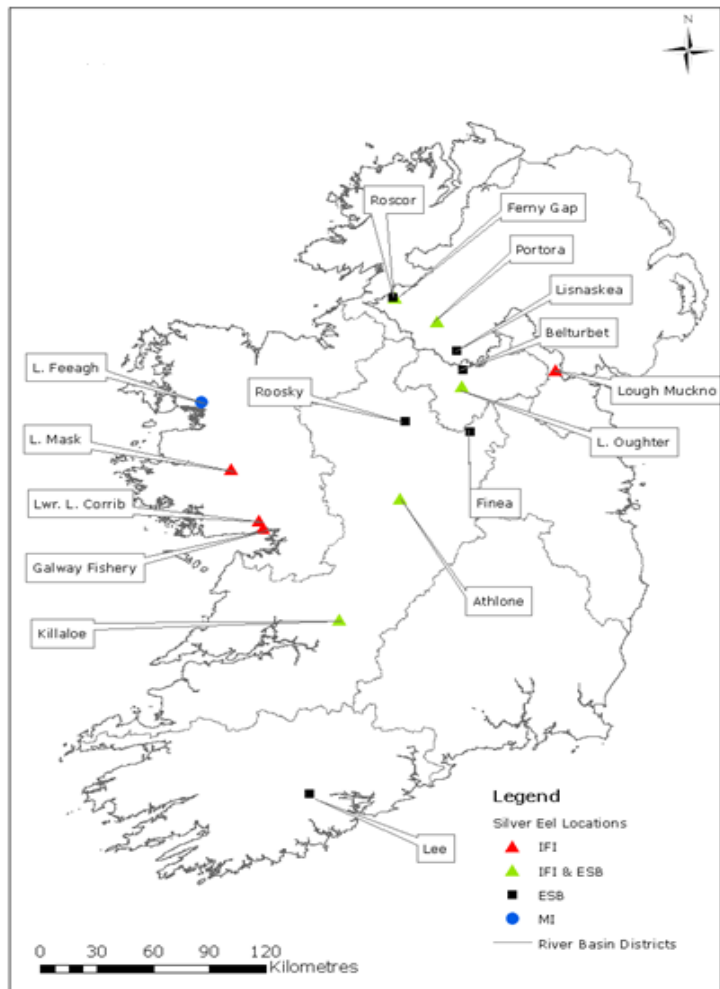 N
Roscor
Ferny Gap
Portora
Lisnaskea
Belturbet
L. Feeagh
Roosky
Lough Muckno
L. Mask
L. Oughter
Lwr. L. Corrib
Finea
Galway Fishery
Athlone
Killaloe
Lee
Legend
Silver Eel Locations
IFI
IFI & ESB
ESB
MI
River Basin Districts
0 30 60 90 120
Kilometres